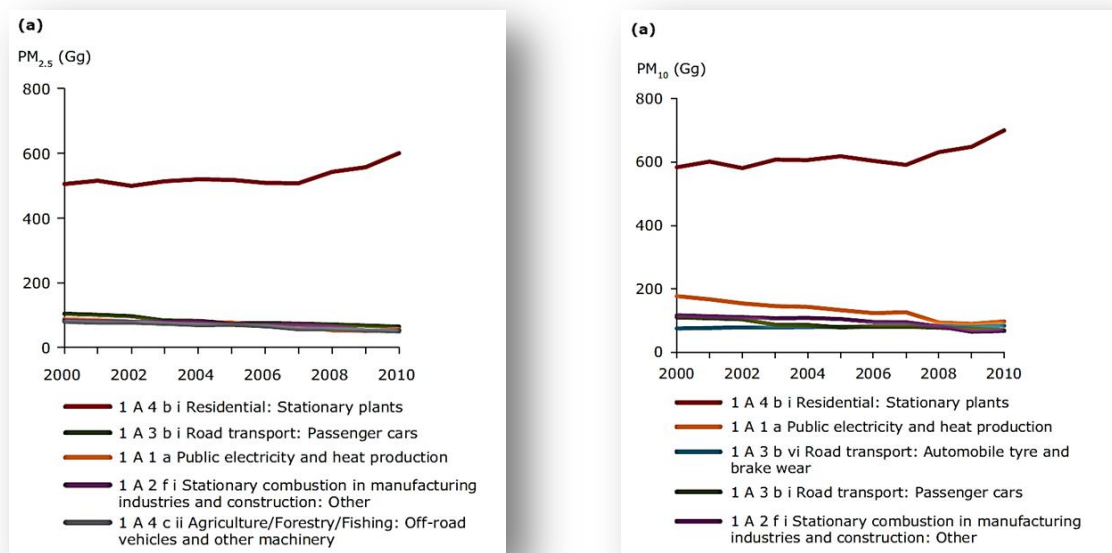 (a)
PM2.5 (Gg)
800
600
400
200
0
2000 2002 2004 2006 2008 2010
1 A 4 b i Residential: Stationary plants
1 A 3 b i Road transport: Passenger cars
1 A 1 a Public electricity and heat production
1 A 2 f i Stationary combustion in manufacturing
industries and construction: Other
1 A 4 c ii Agriculture/Forestry/Fishing: Off-road
vehicles and other machinery
(a)
PM10 (Gg)
800
600
400
200
0
2000 2002 2004 2006 2008 2010
1 A 4 b i Residential: Stationary plants
1 A 1 a Public electricity and heat production
1 A 3 b vi Road transport: Automobile tyre and
brake wear
1 A 3 b i Road transport: Passenger cars
1 A 2 f i Stationary combustion in manufacturing
industries and construction: Other